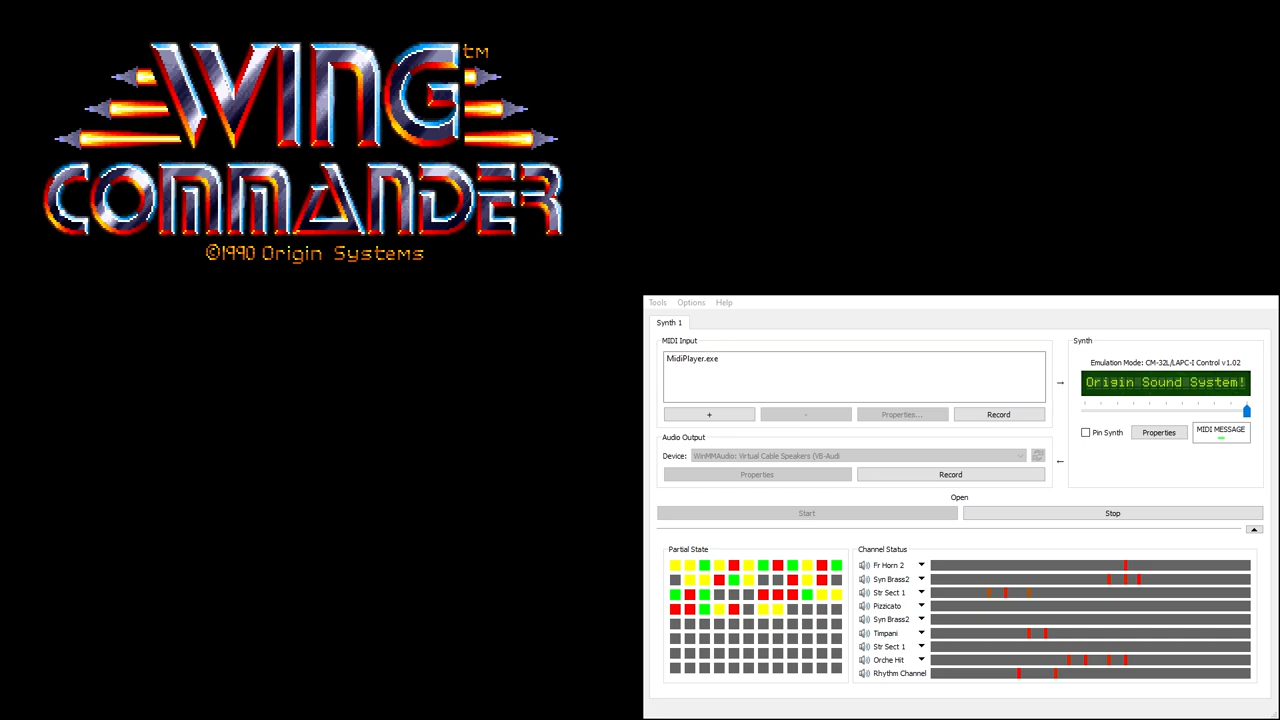 WING
COMMANDER
tm
©1990 Origin Systems
Tools Options Help
Synth 1
MIDI Input
MidiPlayer.exe
+ - Properties... Record
Audio Output
Device: WinMMAudio: Virtual Cable Speakers (VB-Audi
Properties Record
Synth
Emulation Mode: CM-32L/LAPC-I Control v1.02
Origin Sound System!
Pin Synth Properties MIDI MESSAGE
Open
Start Stop
Partial State
Channel Status
Fr Horn 2
Syn Brass2
Str Sect 1
Pizzicato
Syn Brass2
Timpani
Str Sect 1
Orche Hit
Rhythm Channel